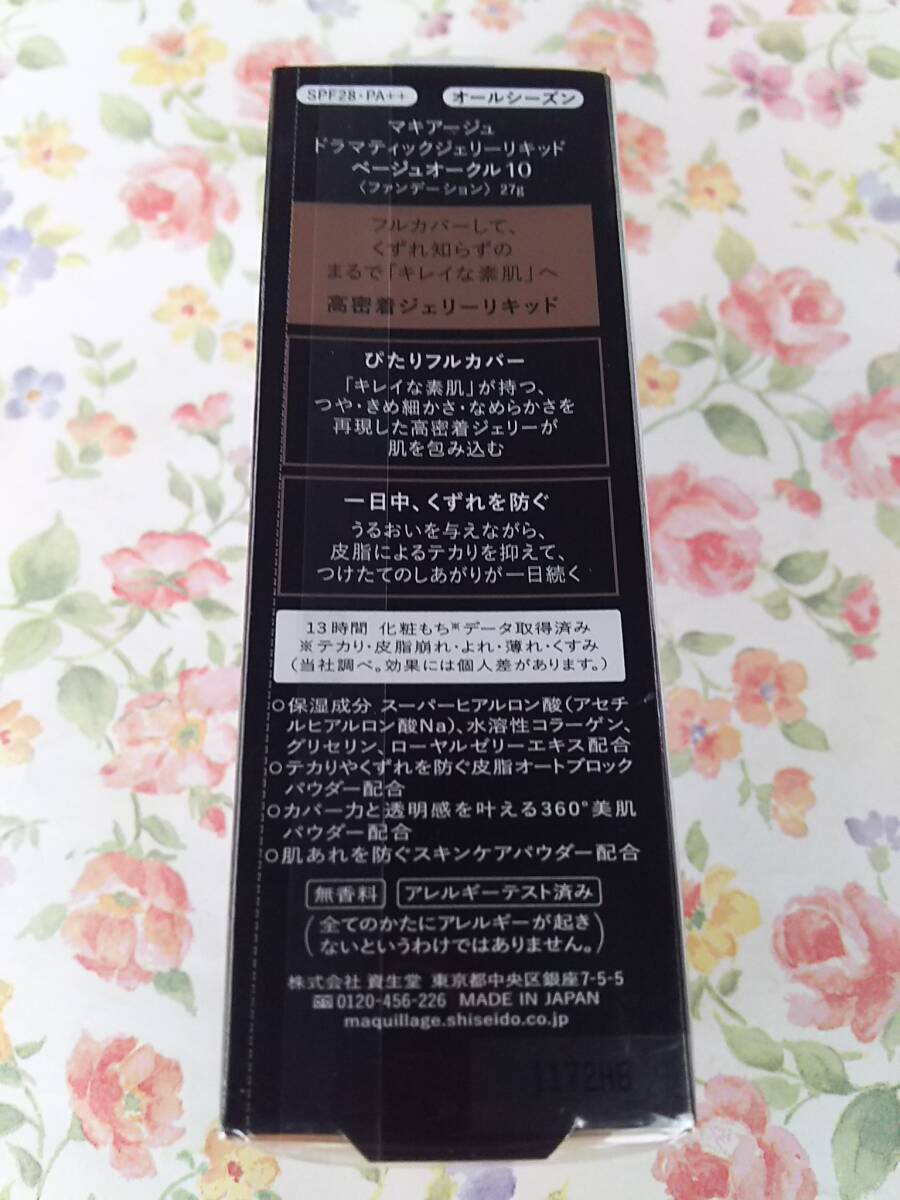 SPF28・PA++ オールシーズン
マキアージュ
ドラマティックジェリーリキッド
ベージュオークル10
〈ファンデーション〉27g
フルカバーして、
くずれ知らずの
まるで「キレイな素肌」へ
高密着ジェリーリキッド
ぴたりフルカバー
「キレイな素肌」が持つ、
つや・きめ細かさ・なめらかさを
再現した高密着ジェリーが
肌を包み込む
一日中、くずれを防ぐ
うるおいを与えながら、
皮脂によるテカリを抑えて、
つけたてのしあがりが一日続く
13時間 化粧もち※データ取得済み
※テカリ・皮脂崩れ・よれ・薄れ・くすみ
(当社調べ。効果には個人差があります。)
○保湿成分 スーパーヒアルロン酸(アセチ
ルヒアルロン酸Na)、水溶性コラーゲン、
グリセリン、ローヤルゼリーエキス配合
○テカリやくずれを防ぐ皮脂オートブロック
パウダー配合
○カバー力と透明感を叶える360°美肌
パウダー配合
○肌あれを防ぐスキンケアパウダー配合
無香料 アレルギーテスト済み
(全てのかたにアレルギーが起き
ないというわけではありません。)
株式会社 資生堂 東京都中央区銀座7-5-5
0120-456-226 MADE IN JAPAN
maquillage.shiseido.co.jp
1172HB